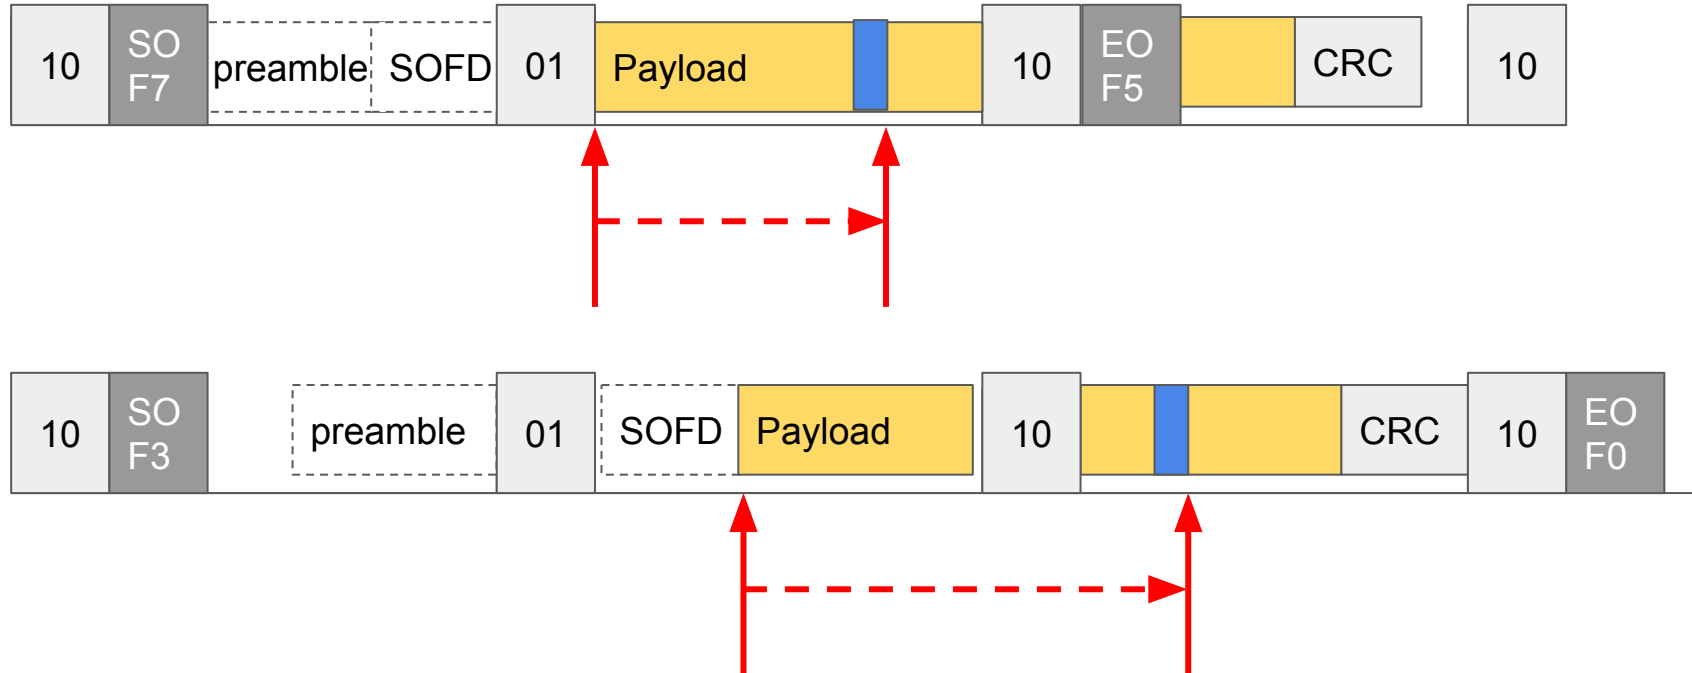 10 SO F7 preamble SOFD 01 Payload 10 EO F5 CRC 10
10 SO F3 preamble 01 SOFD Payload 10 CRC 10 EO F0